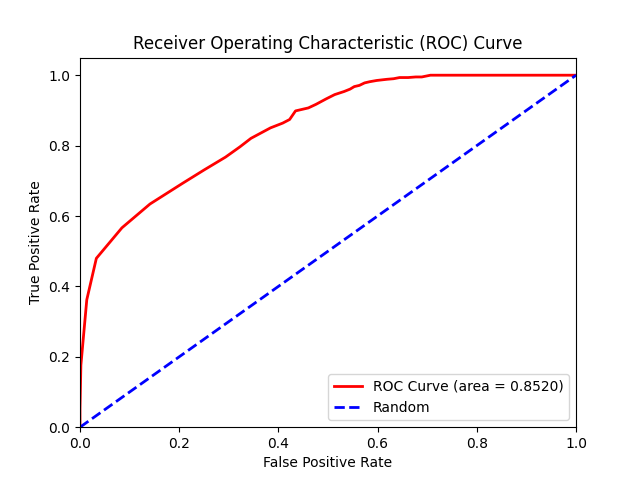 Receiver Operating Characteristic (ROC) Curve
1.0
0.8
0.6
0.4
0.2
0.0
True Positive Rate
ROC Curve (area = 0.8520)
Random
0.0 0.2 0.4 0.6 0.8 1.0
False Positive Rate